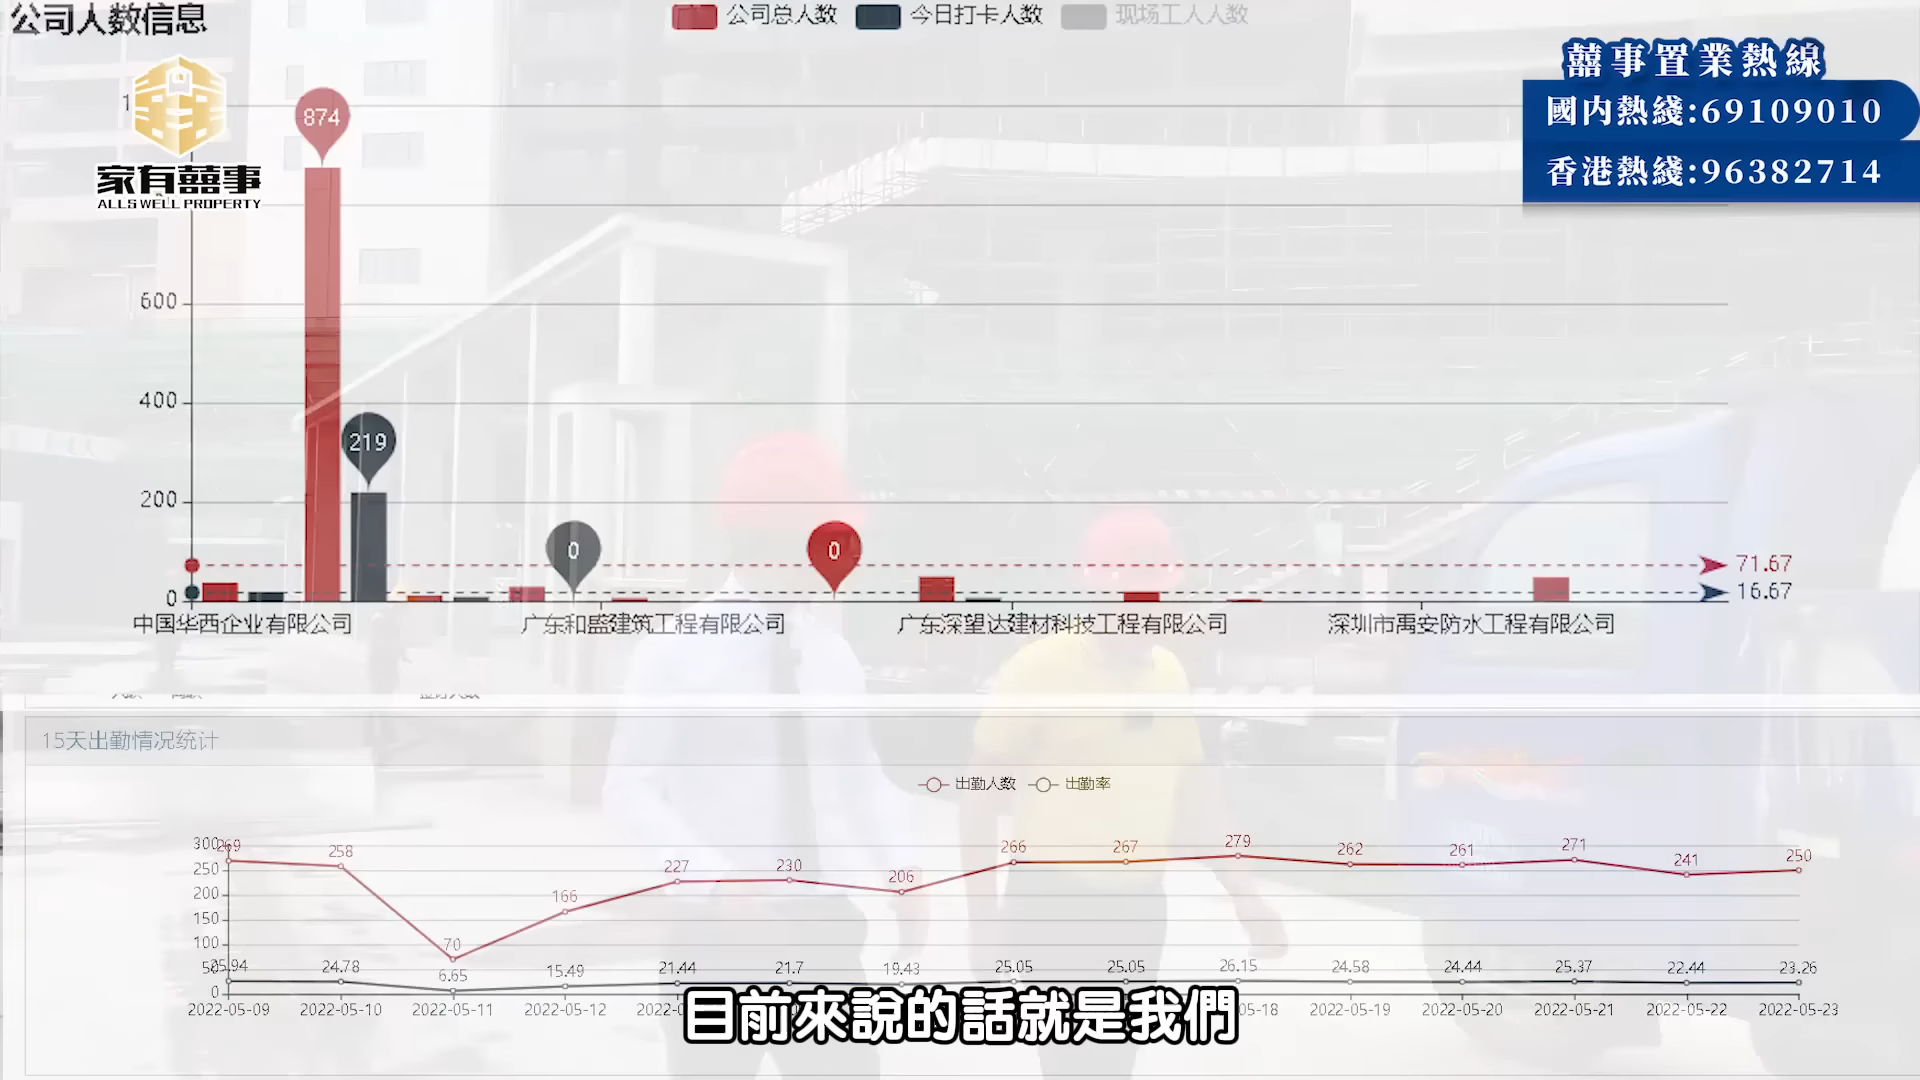 公司人数信息
公司总人数 今日打卡人数 现场工人人数
囍事置業熱線
國内熱綫:69109010
香港熱綫:96382714
家有囍事
ALLS WELL PROPERTY
874
600
400
219
200
0 0
71.67
16.67
0
中国华西企业有限公司 广东和盛建筑工程有限公司 广东深望达建材科技工程有限公司 深圳市禹安防水工程有限公司
15天出勤情况统计
出勤人数 出勤率
300 250 200 150 100 50 0
269 258 70 166 227 230 206 266 267 279 262 261 271 241 250
25.94 24.78 6.65 15.49 21.44 21.7 19.43 25.05 25.05 26.15 24.58 24.44 25.37 22.44 23.26
2022-05-09 2022-05-10 2022-05-11 2022-05-12 2022-05-19 2022-05-20 2022-05-21 2022-05-22 2022-05-23
目前來說的話就是我們